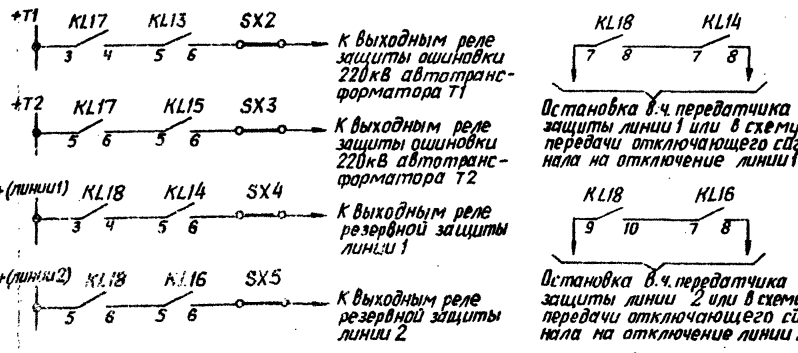 +T1 KL17 KL13 SX2
3 4 5 6
К выходным реле
защиты ошиновки
220кВ автотранс-
форматора Т1
+T2 KL17 KL15 SX3
5 6 5 6
К выходным реле
защиты ошиновки
220кВ автотранс-
форматора Т2
+(линии1) KL18 KL14 SX4
3 4 5 6
К выходным реле
резервной защиты
линии 1
+(линии2) KL18 KL16 SX5
5 6 5 6
К выходным реле
резервной защиты
линии 2
KL18 KL14
7 8 7 8
Остановка в.ч. передатчика
защиты линии 1 или в схему
передачи отключающего сиг
нала на отключение линии 1
KL18 KL16
9 10 7 8
Остановка в.ч. передатчика
защиты линии 2 или в схему
передачи отключающего си
нала на отключение линии